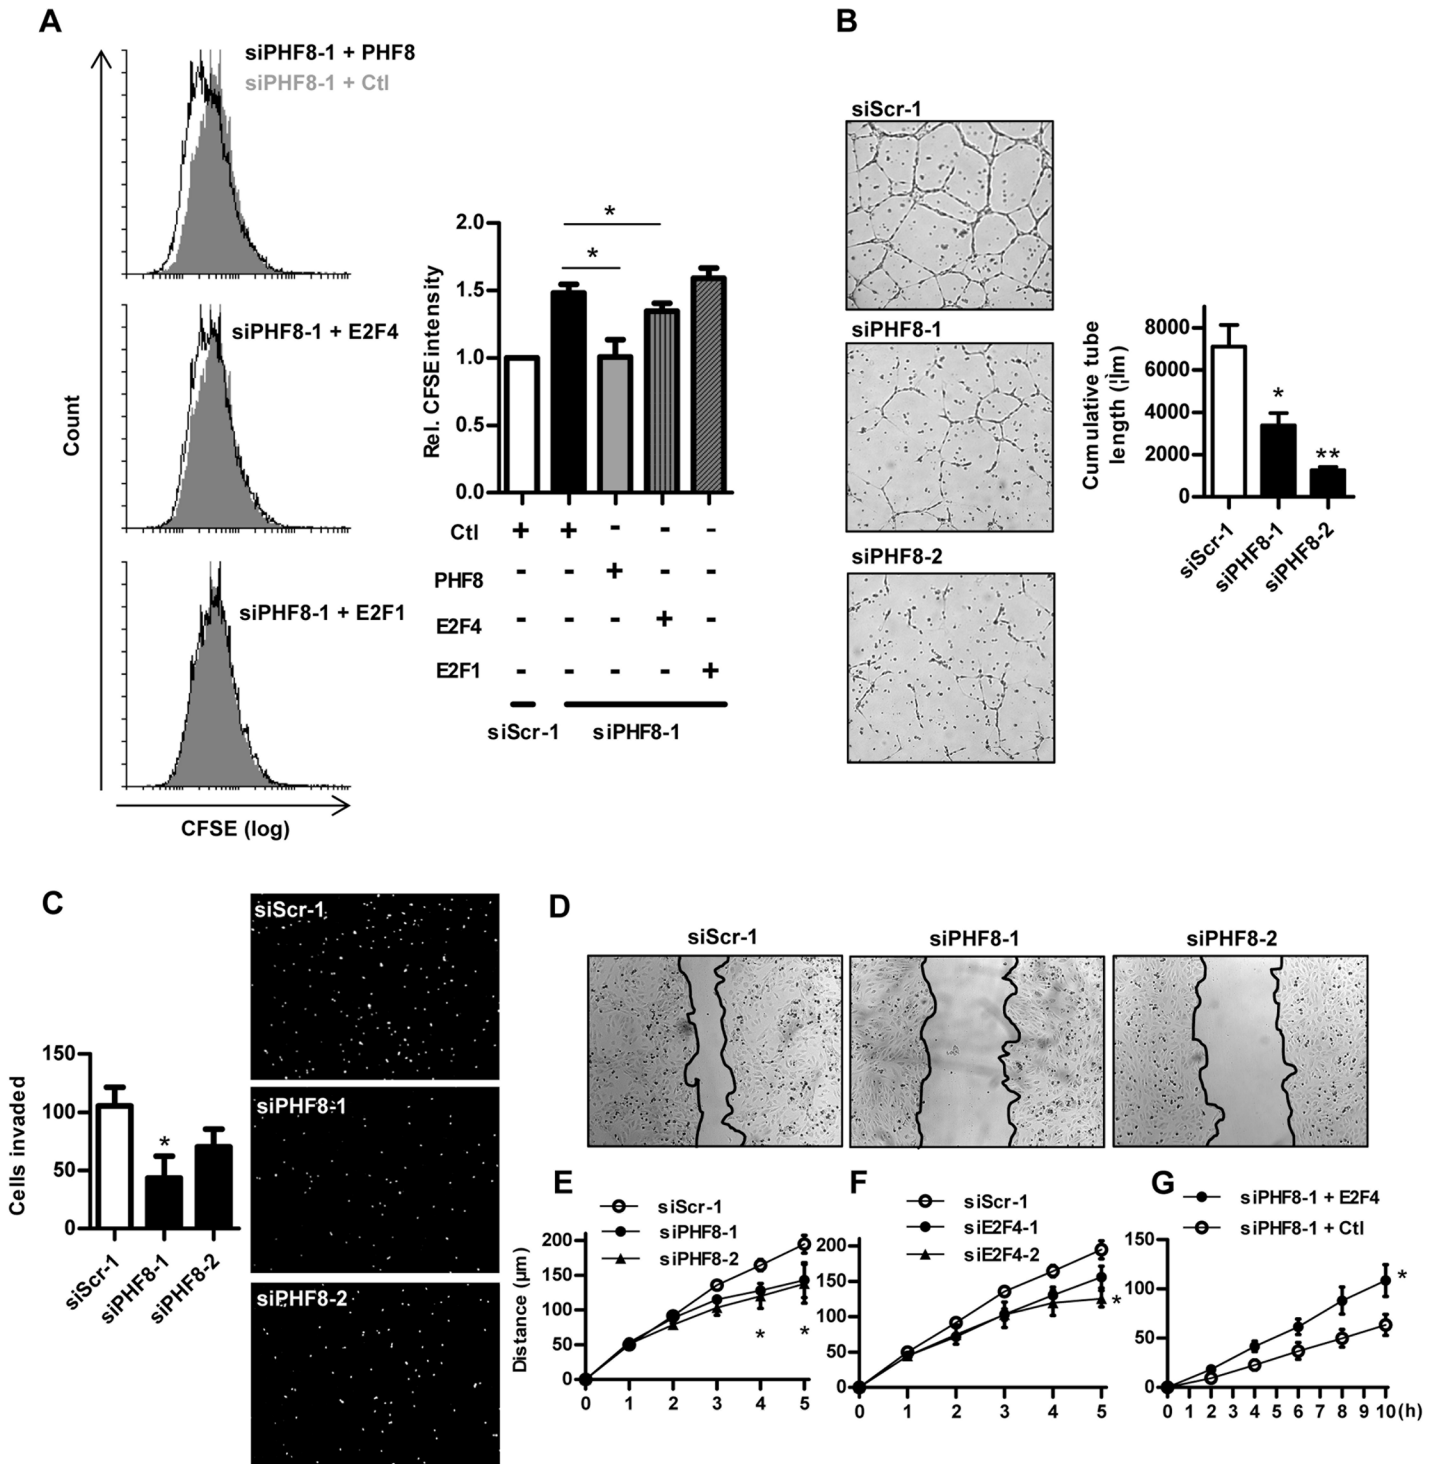 A
siPHF8-1 + PHF8
siPHF8-1 + Ctl
siPHF8-1 + E2F4
siPHF8-1 + E2F1
Count
CFSE (log)
Rel. CFSE intensity
2.0
1.5
1.0
0.5
0.0
Ctl + + - - -
PHF8 - - + - -
E2F4 - - - + -
E2F1 - - - - +
siScr-1 siPHF8-1
* *
B
siScr-1
siPHF8-1
siPHF8-2
Cumulative tube
length (¦Ìm)
8000
6000
4000
2000
0
* **
siScr-1 siPHF8-1 siPHF8-2
C
Cells invaded
150
100
50
0
*
siScr-1 siPHF8-1 siPHF8-2
siScr-1
siPHF8-1
siPHF8-2
D
siScr-1 siPHF8-1 siPHF8-2
E
siScr-1
siPHF8-1
siPHF8-2
Distance (µm)
200
150
100
50
0
* *
0 1 2 3 4 5
F
siScr-1
siE2F4-1
siE2F4-2
200
150
100
50
0
*
0 1 2 3 4 5
G
siPHF8-1 + E2F4
siPHF8-1 + Ctl
150
100
50
0
*
0 1 2 3 4 5 6 7 8 9 10 (h)